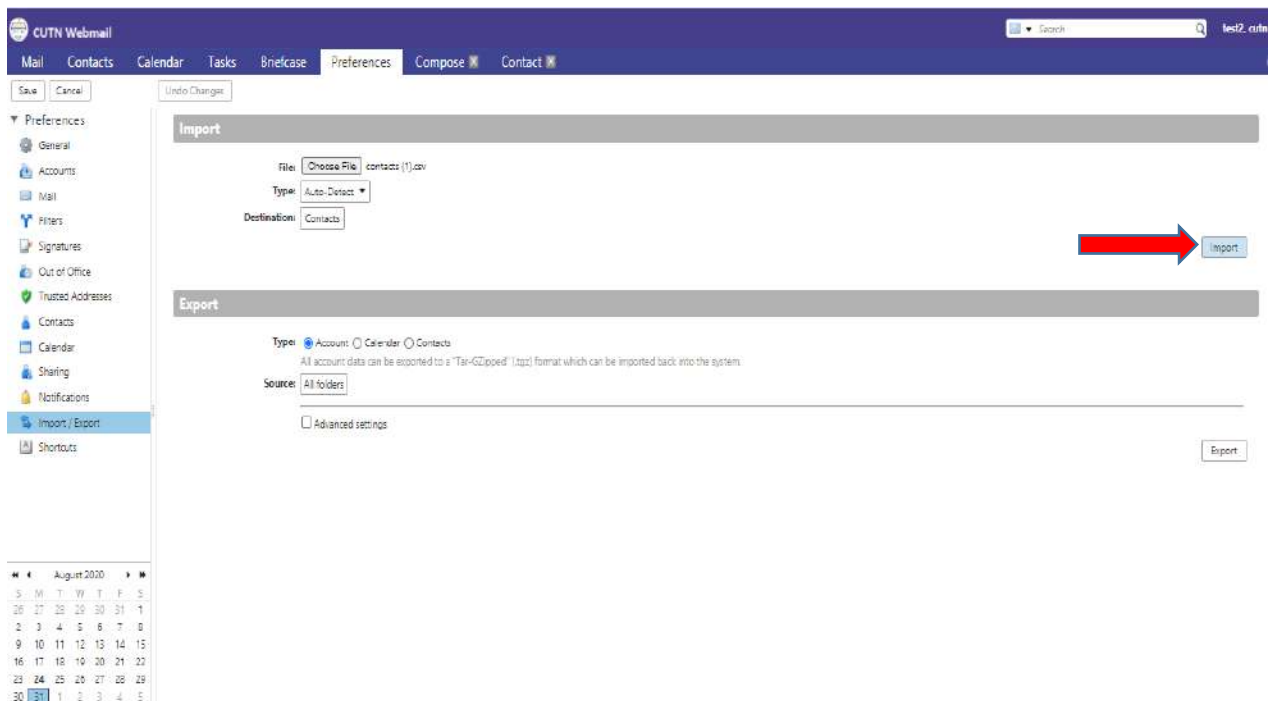 CUTN Webmail
Search
test2. cutn
Mail Contacts Calendar Tasks Briefcase Preferences Compose Contact
Save Cancel Undo Changes
Preferences
General
Accounts
Mail
Filters
Signatures
Out of Office
Trusted Addresses
Contacts
Calendar
Sharing
Notifications
Import / Export
Shortcuts
Import
File: Choose File contacts (1).csv
Type: Auto-Detect
Destination: Contacts
Import
Export
Type: Account Calendar Contacts
All account data can be exported to a "Tar-GZipped" (.tgz) format which can be imported back into the system.
Source: All folders
Advanced settings
Export
August 2020
S M T W T F S
26 27 28 29 30 31 1
2 3 4 5 6 7 8
9 10 11 12 13 14 15
16 17 18 19 20 21 22
23 24 25 26 27 28 29
30 31 1 2 3 4 5